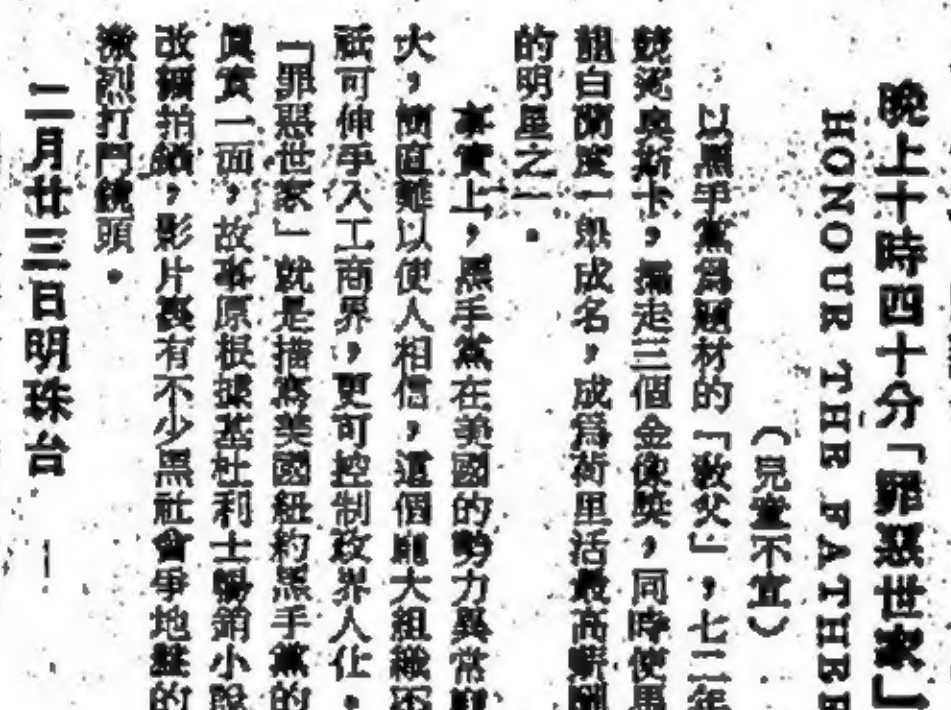 晚上十時四十分「罪惡世家」
HONOUR THE FATHER
（兒童不宜）
以黑手黨爲題材的「敎父」，七二年
競逐奧斯卡，攫走三個金像獎，同時使男
星白蘭度一舉成名，成爲荷里活最高薪酬
的明星之一。
事實上，黑手黨在美國的勢力異常龐
大，簡直難以使人相信，這個龐大組織不
祗可伸手入工商界，更可控制政界人仕。
「罪惡世家」就是描寫美國紐約黑手黨的
眞實一面，故事原根據基杜利士暢銷小說
改編拍攝，影片裏有不少黑社會爭地盤的
激烈打鬥鏡頭。
二月廿三日明珠台